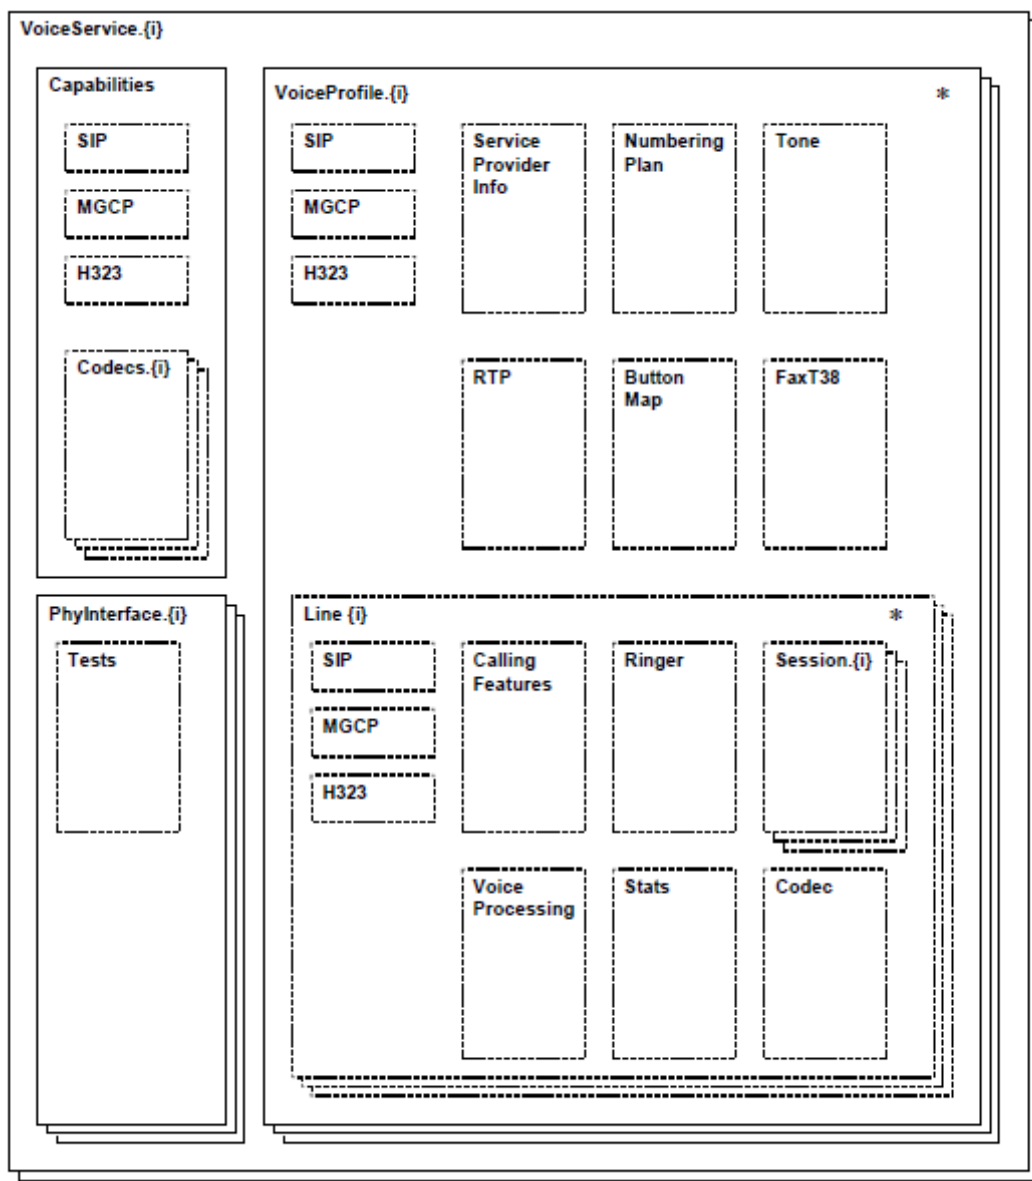 VoiceService.{i}
Capabilities
SIP
MGCP
H323
Codecs.{i}
PhyInterface.{i}
Tests
VoiceProfile.{i}
*
SIP
MGCP
H323
Service
Provider
Info
Numbering
Plan
Tone
RTP
Button
Map
FaxT38
Line {i}
*
SIP
MGCP
H323
Calling
Features
Ringer
Session.{i}
Voice
Processing
Stats
Codec